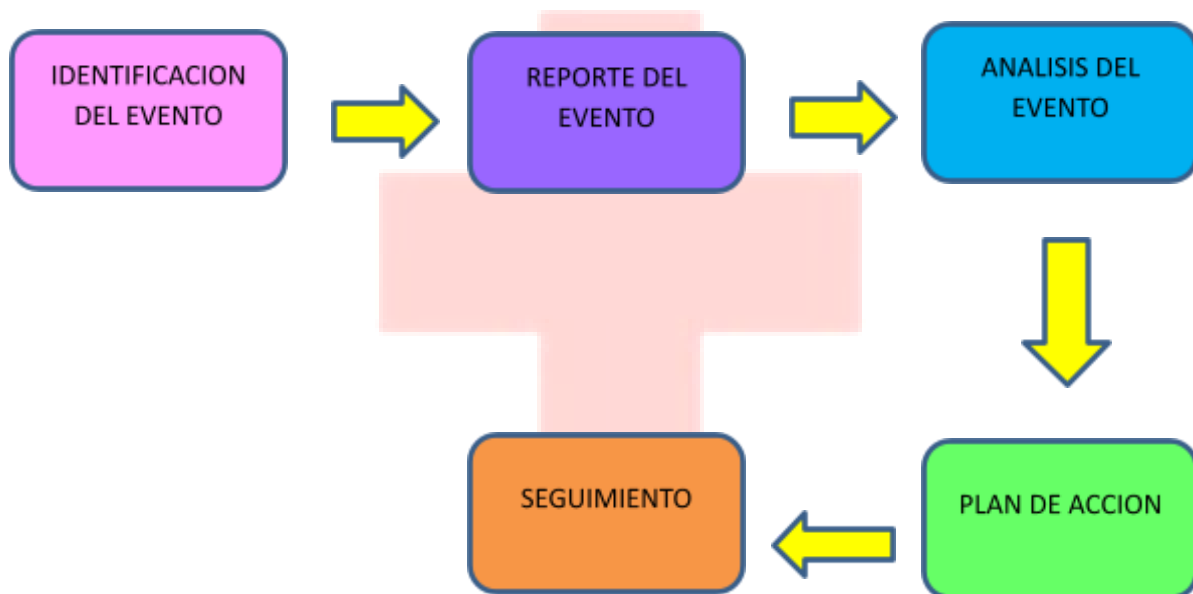 IDENTIFICACION
DEL EVENTO
REPORTE DEL
EVENTO
ANALISIS DEL
EVENTO
PLAN DE ACCION
SEGUIMIENTO